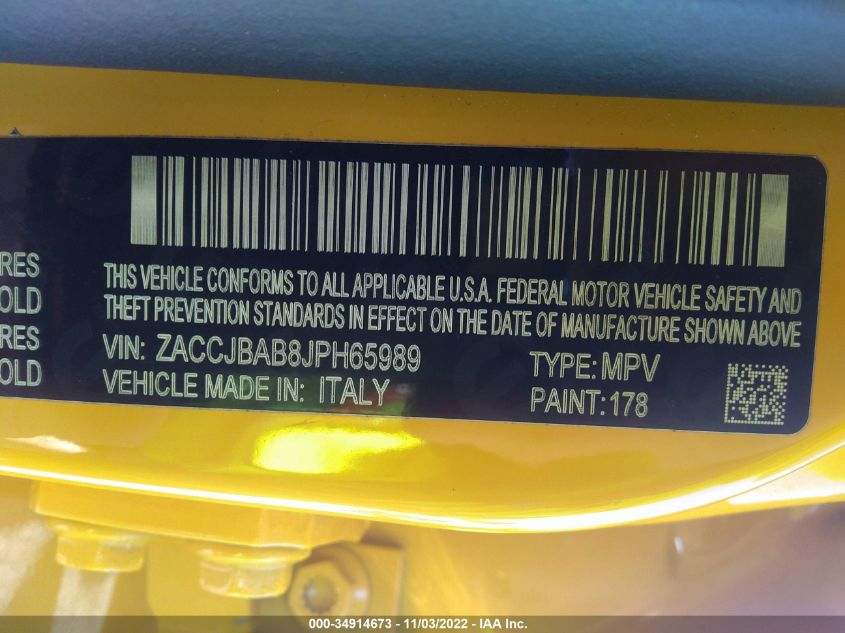 RES
OLD
RES
OLD
THIS VEHICLE CONFORMS TO ALL APPLICABLE U.S.A. FEDERAL MOTOR VEHICLE SAFETY AND
THEFT PREVENTION STANDARDS IN EFFECT ON THE DATE OF MANUFACTURE SHOWN ABOVE
VIN: ZACCJBAB8JPH65989
TYPE: MPV
VEHICLE MADE IN: ITALY
PAINT: 178
000-34914673 - 11/03/2022 - IAA Inc.